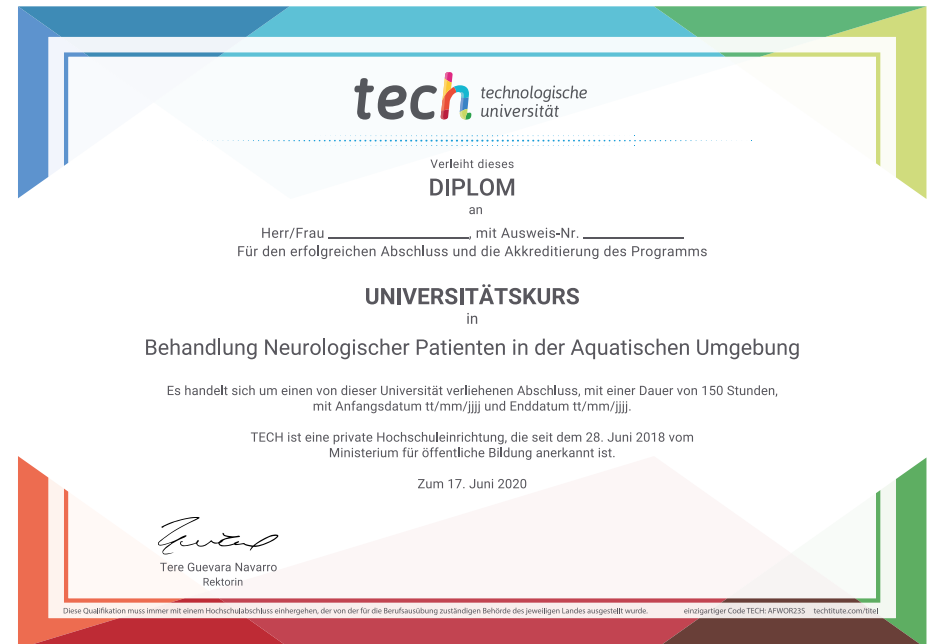 tech technologische
universität
Verleiht dieses
DIPLOM
an
Herr/Frau ______________, mit Ausweis-Nr. __________
Für den erfolgreichen Abschluss und die Akkreditierung des Programms
UNIVERSITÄTSKURS
in
Behandlung Neurologischer Patienten in der Aquatischen Umgebung
Es handelt sich um einen von dieser Universität verliehenen Abschluss, mit einer Dauer von 150 Stunden,
mit Anfangsdatum tt/mm/jjjj und Enddatum tt/mm/jjjj.
TECH ist eine private Hochschuleinrichtung, die seit dem 28. Juni 2018 vom
Ministerium für öffentliche Bildung anerkannt ist.
Zum 17. Juni 2020
Tere Guevara Navarro
Rektorin
Diese Qualifikation muss immer mit einem Hochschulabschluss einhergehen, der von der für die Berufsausübung zuständigen Behörde des jeweiligen Landes ausgestellt wurde. einzigartiger Code TECH: AFWOR23S techtitute.com/titel